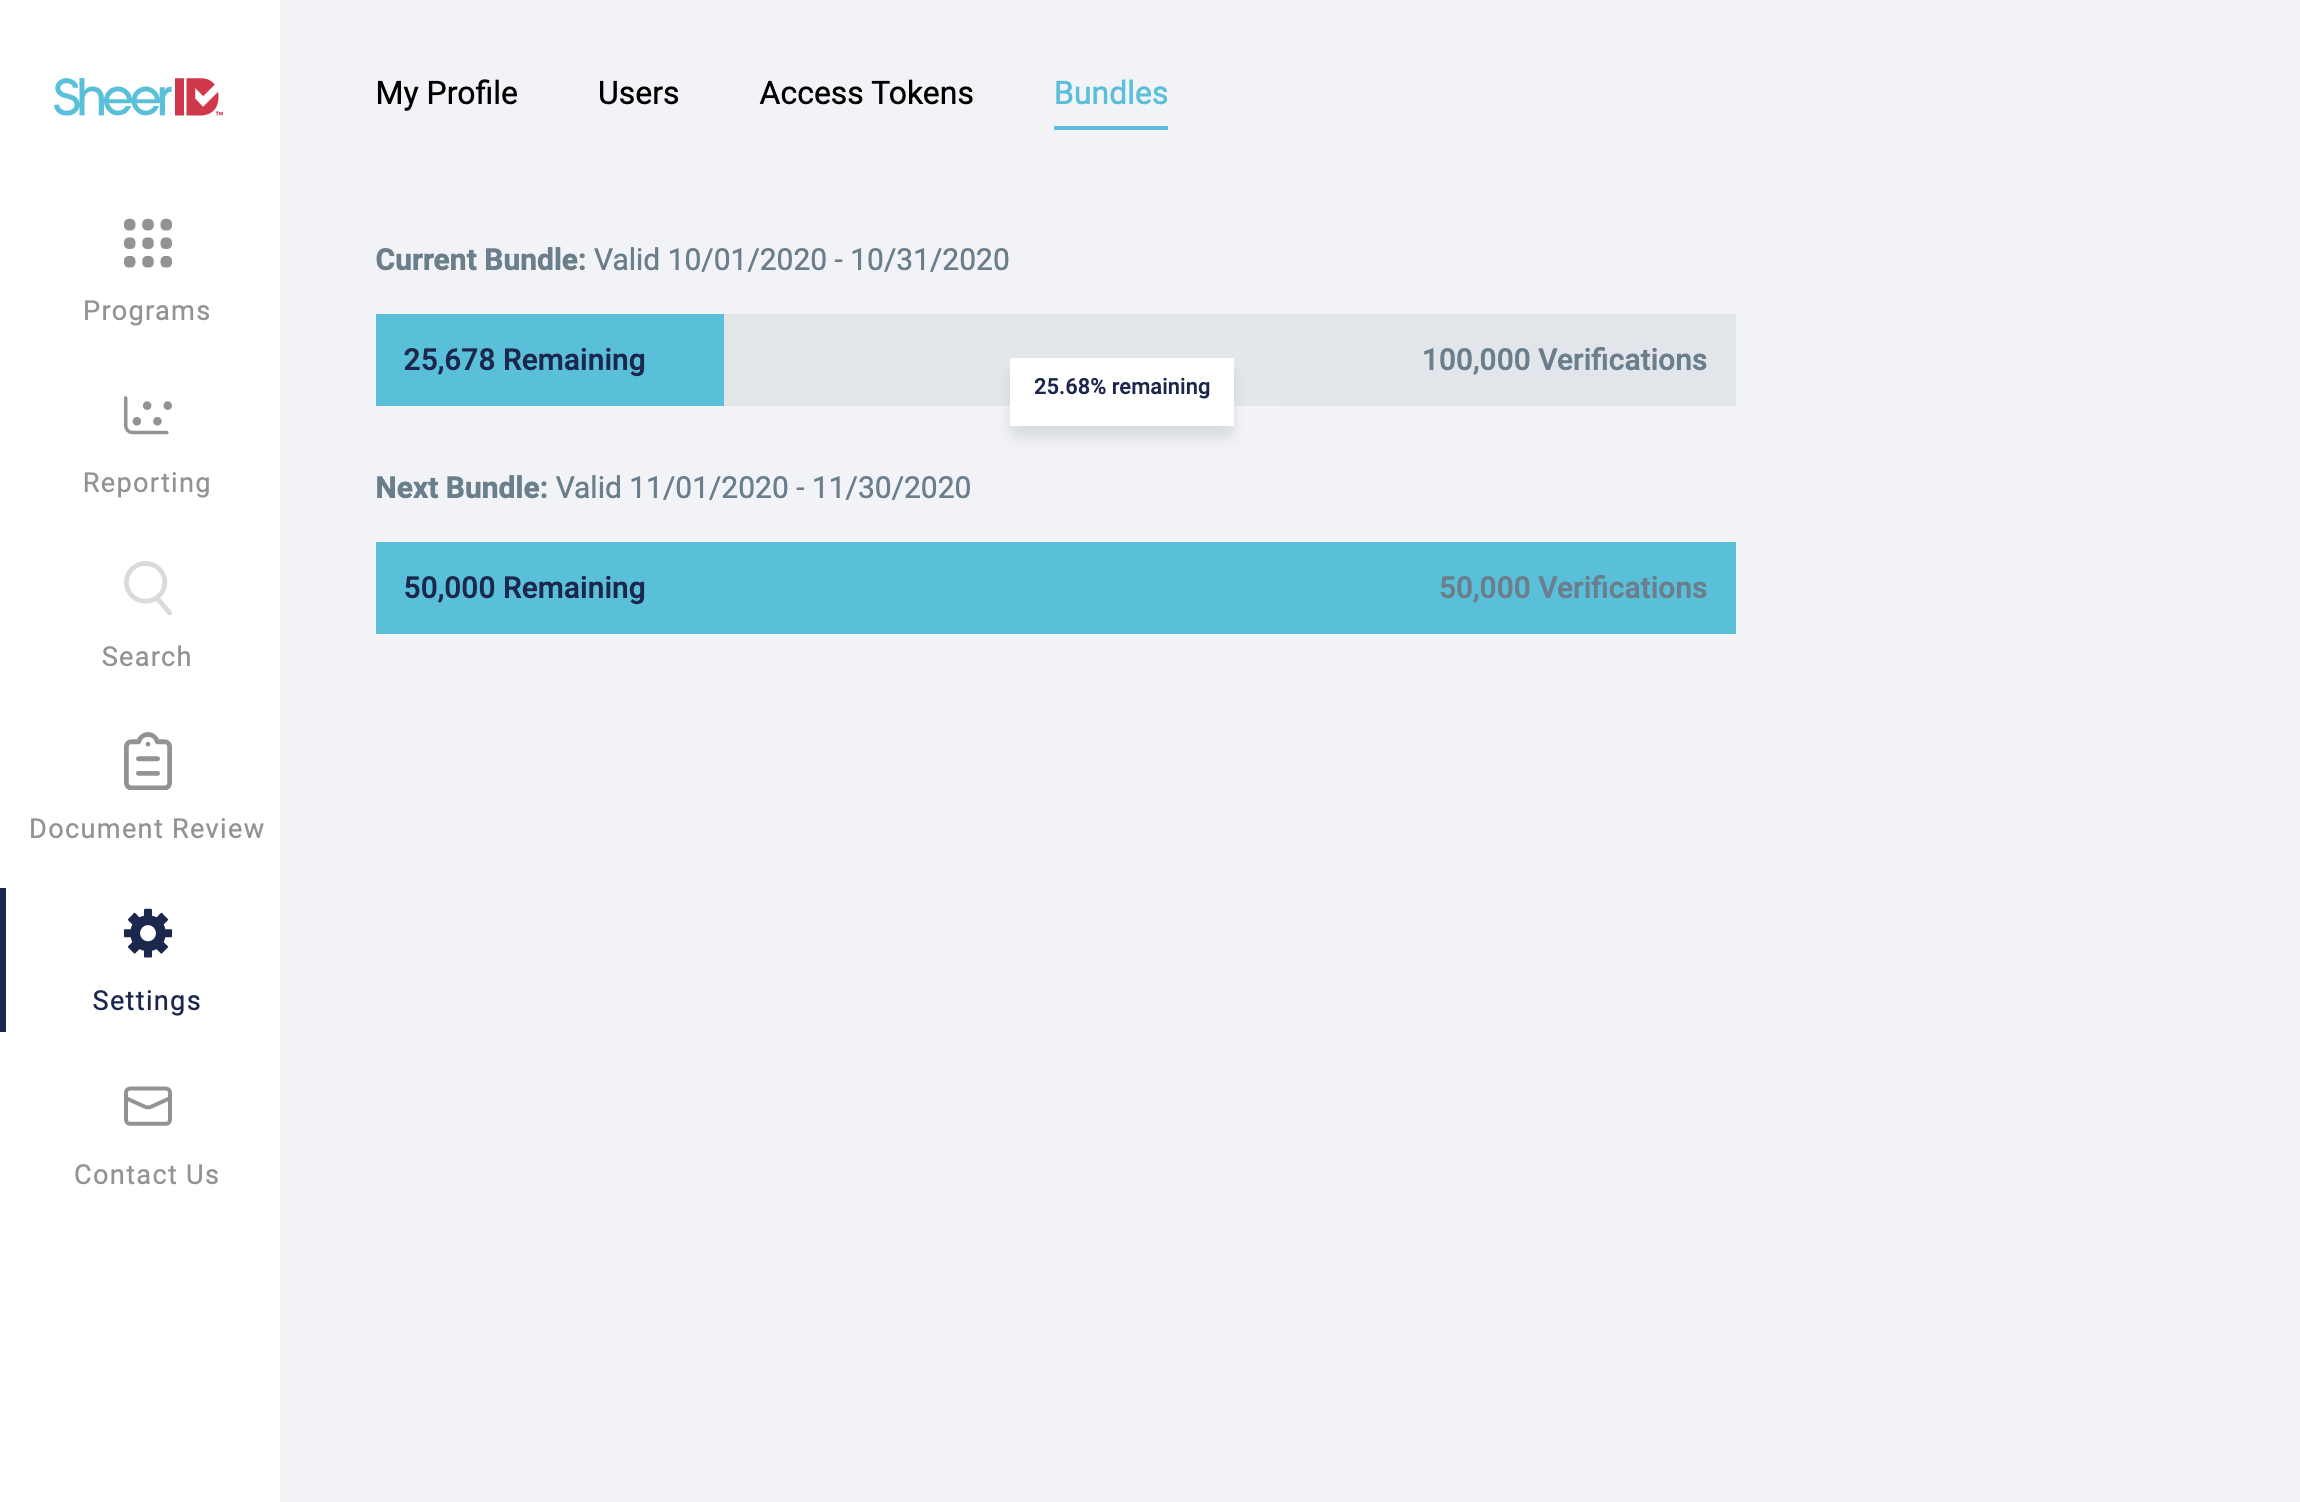 SheerID™
My Profile
Users
Access Tokens
Bundles
Programs
Reporting
Search
Document Review
Settings
Contact Us
Current Bundle: Valid 10/01/2020 - 10/31/2020
25,678 Remaining
100,000 Verifications
25.68% remaining
Next Bundle: Valid 11/01/2020 - 11/30/2020
50,000 Remaining
50,000 Verifications